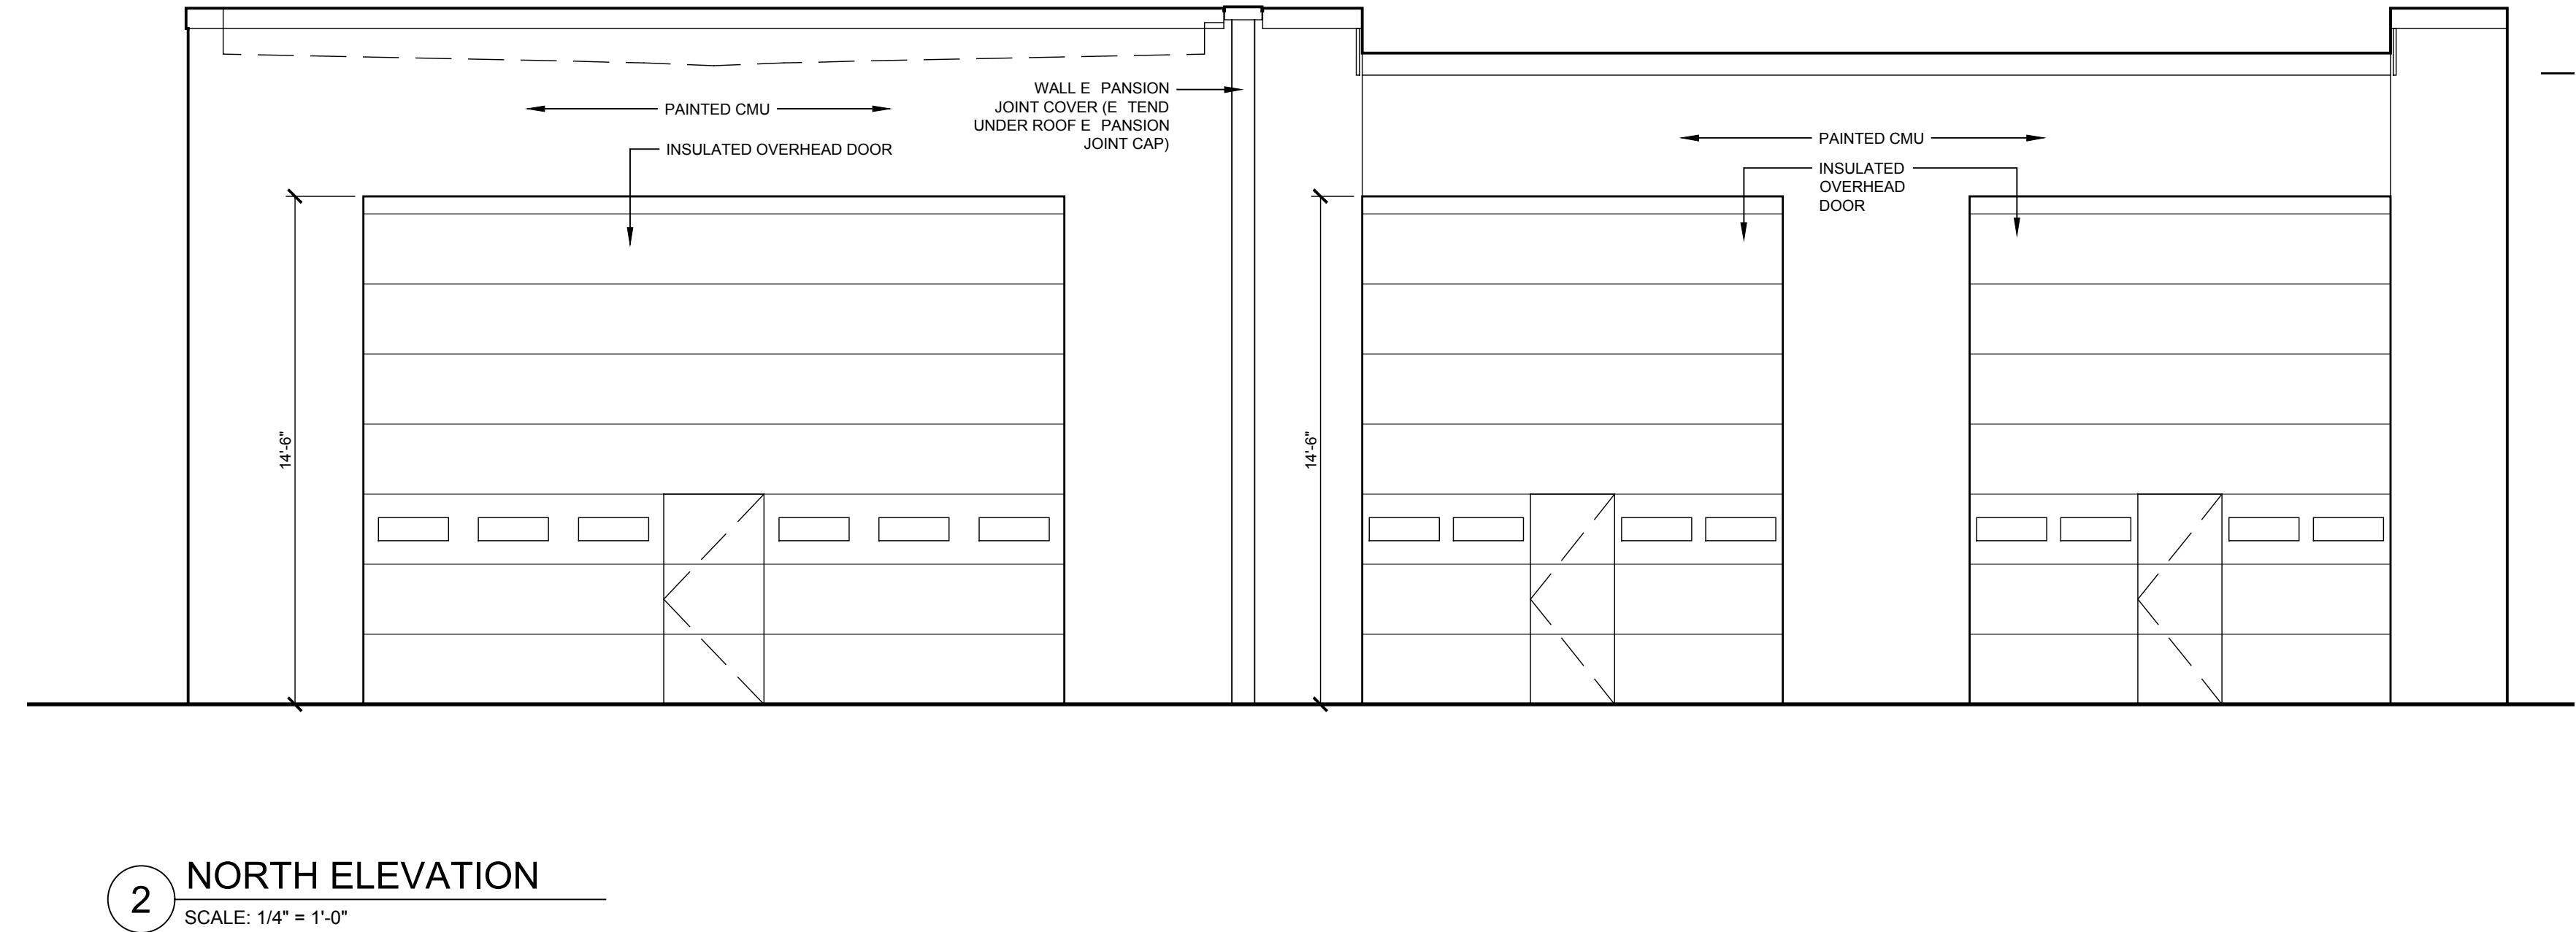 PAINTED CMU
INSULATED OVERHEAD DOOR
WALL E PANSION
JOINT COVER (E TEND
UNDER ROOF E PANSION
JOINT CAP)
PAINTED CMU
INSULATED
OVERHEAD
DOOR
14'-6"
14'-6"
2
NORTH ELEVATION
SCALE: 1/4" = 1'-0"